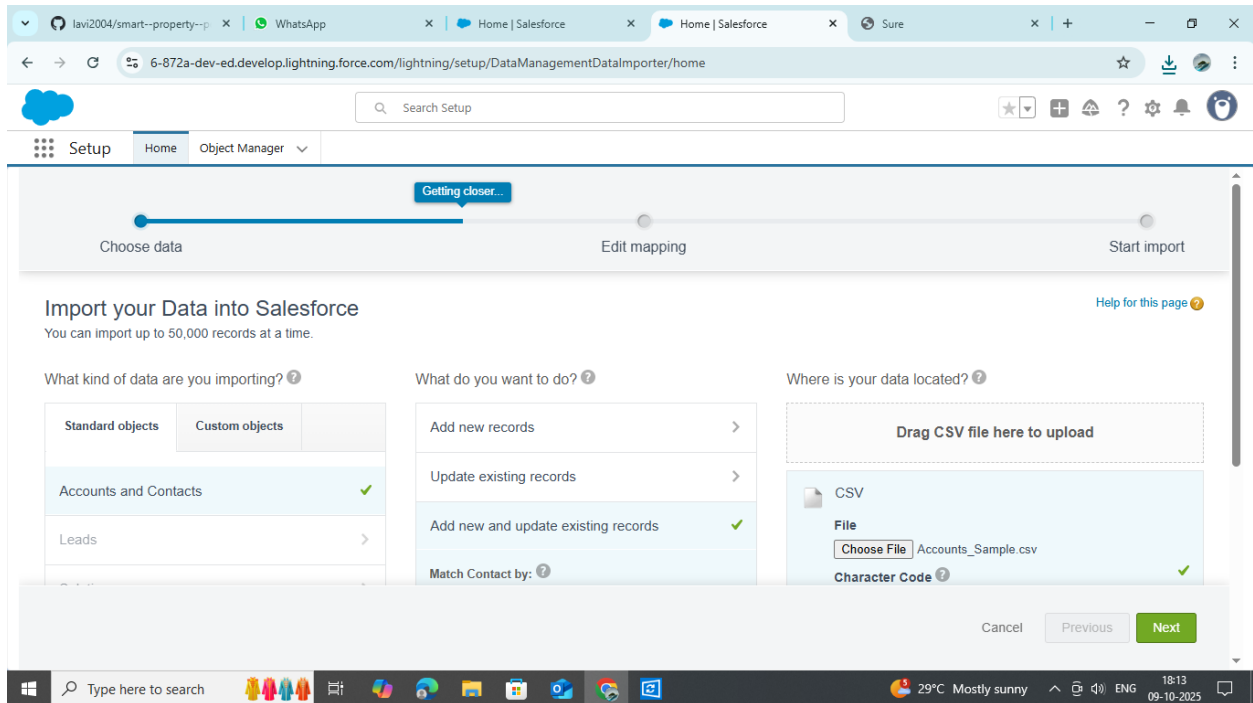 lavi2004/smart--property--p
WhatsApp
Home | Salesforce
Home | Salesforce
Sure
6-872a-dev-ed.develop.lightning.force.com/lightning/setup/DataManagementDataImporter/home
Search Setup
Setup
Home
Object Manager
Getting closer...
Choose data
Edit mapping
Start import
Import your Data into Salesforce
Help for this page
You can import up to 50,000 records at a time.
What kind of data are you importing?
What do you want to do?
Where is your data located?
Standard objects
Custom objects
Accounts and Contacts
Leads
Add new records
Update existing records
Add new and update existing records
Match Contact by:
Drag CSV file here to upload
CSV
File
Choose File Accounts_Sample.csv
Character Code
Cancel
Previous
Next
Type here to search
5
29°C Mostly sunny
ENG
18:13
09-10-2025